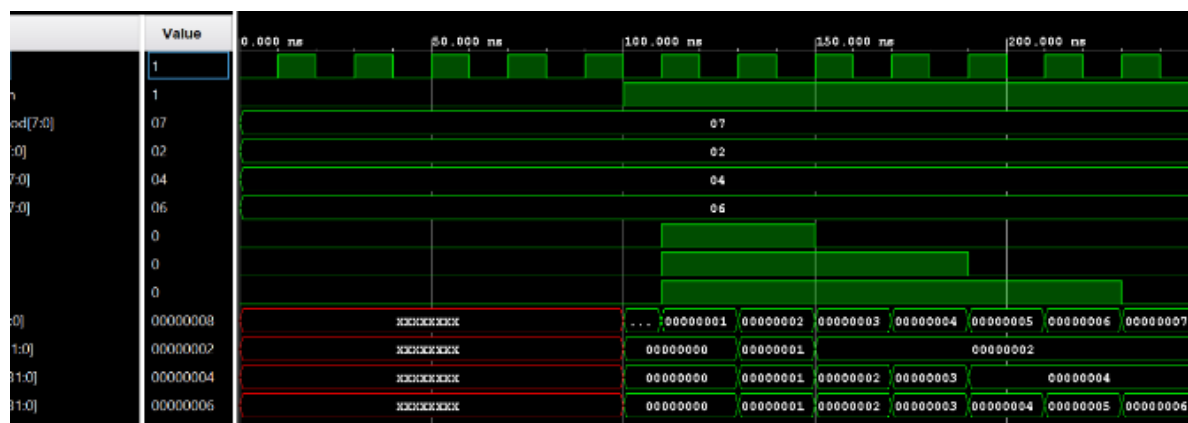 Value
0.000 ns 50.000 ns 100.000 ns 150.000 ns 200.000 ns
1
1
od[7:0] 07 07
:0] 02 02
7:0] 04 04
7:0] 06 06
0
0
0
:0] 00000008 XXXXXXXX ... 00000001 00000002 00000003 00000004 00000005 00000006 00000007
1:0] 00000002 XXXXXXXX 00000000 00000001 00000002
31:0] 00000004 XXXXXXXX 00000000 00000001 00000002 00000003 00000004
31:0] 00000006 XXXXXXXX 00000000 00000001 00000002 00000003 00000004 00000005 00000006